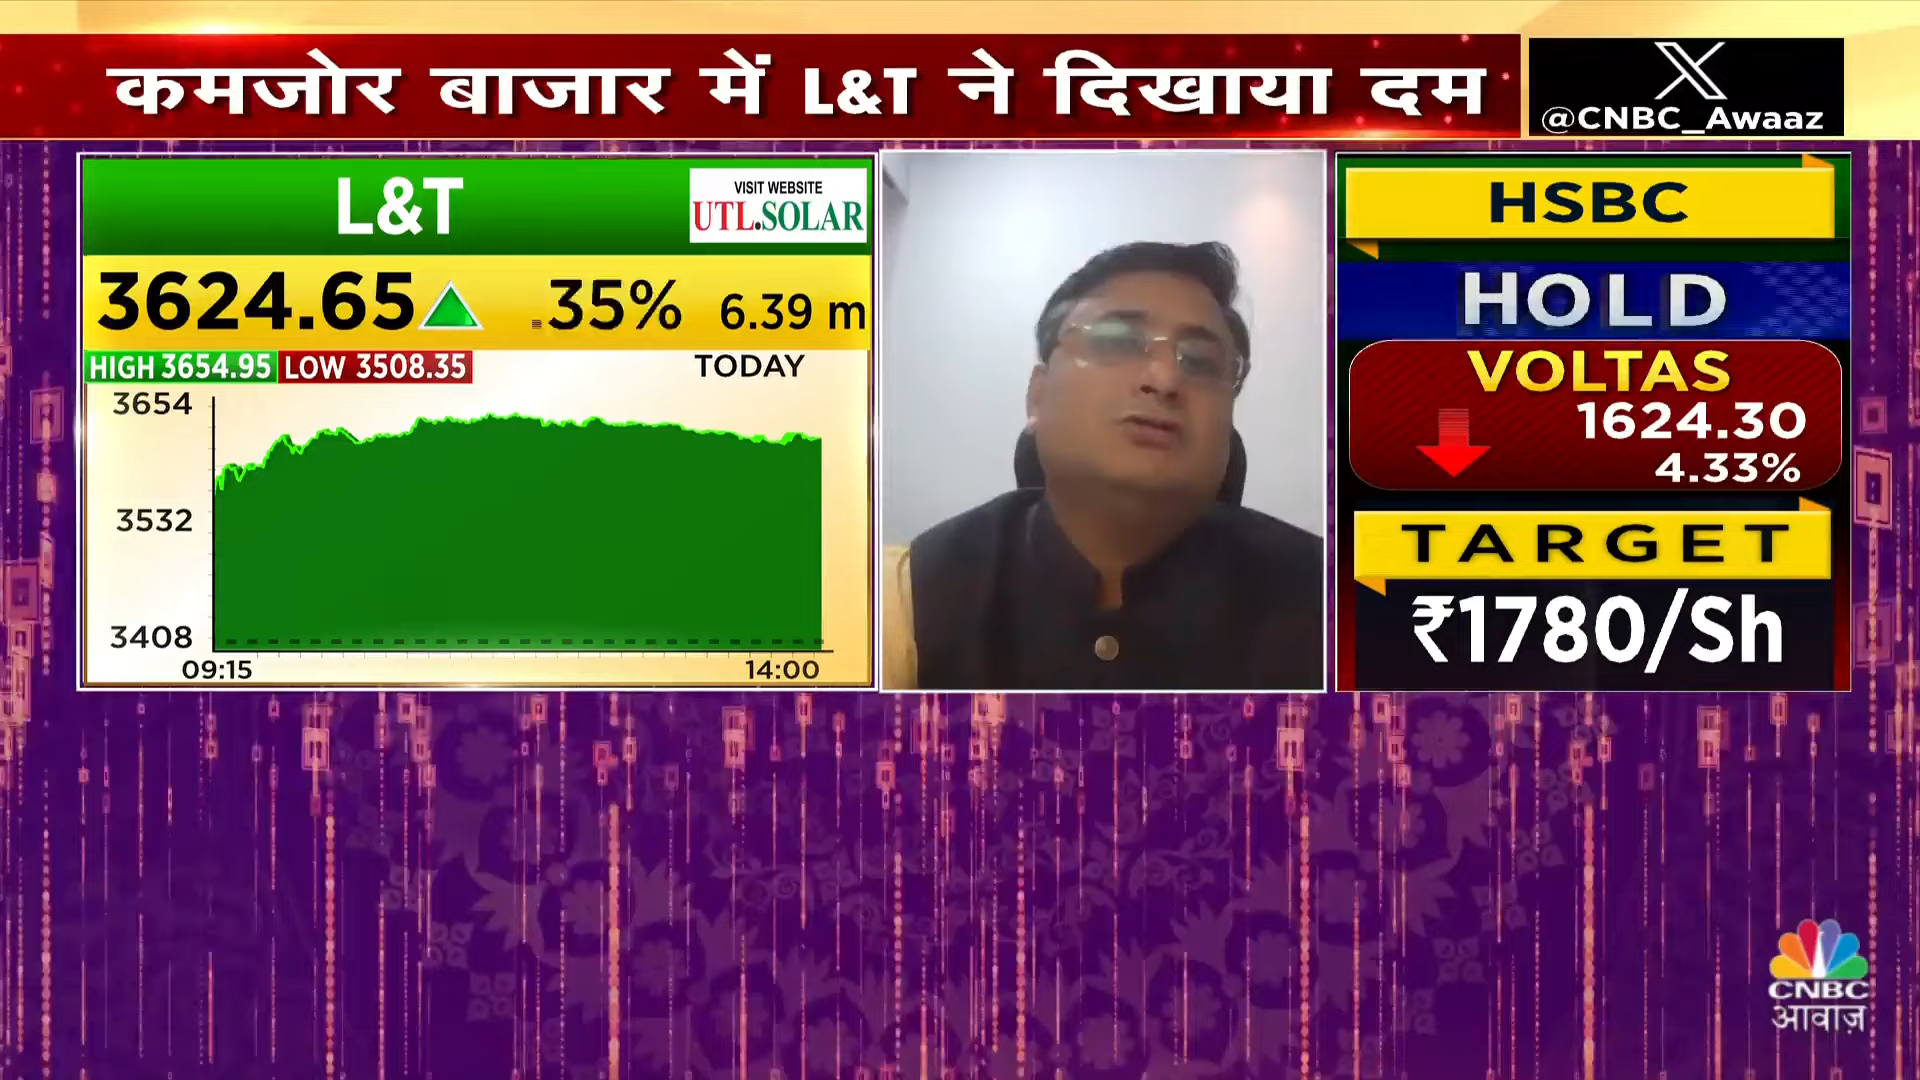 कमजोर बाजार में L&T ने दिखाया दम
@CNBC_Awaaz
L&T
VISIT WEBSITE
UTL.SOLAR
3624.65 .35% 6.39 m
HIGH 3654.95 LOW 3508.35 TODAY
3654
3532
3408
09:15 14:00
HSBC
HOLD
VOLTAS
1624.30
4.33%
TARGET
₹1780/Sh
CNBC
आवाज़